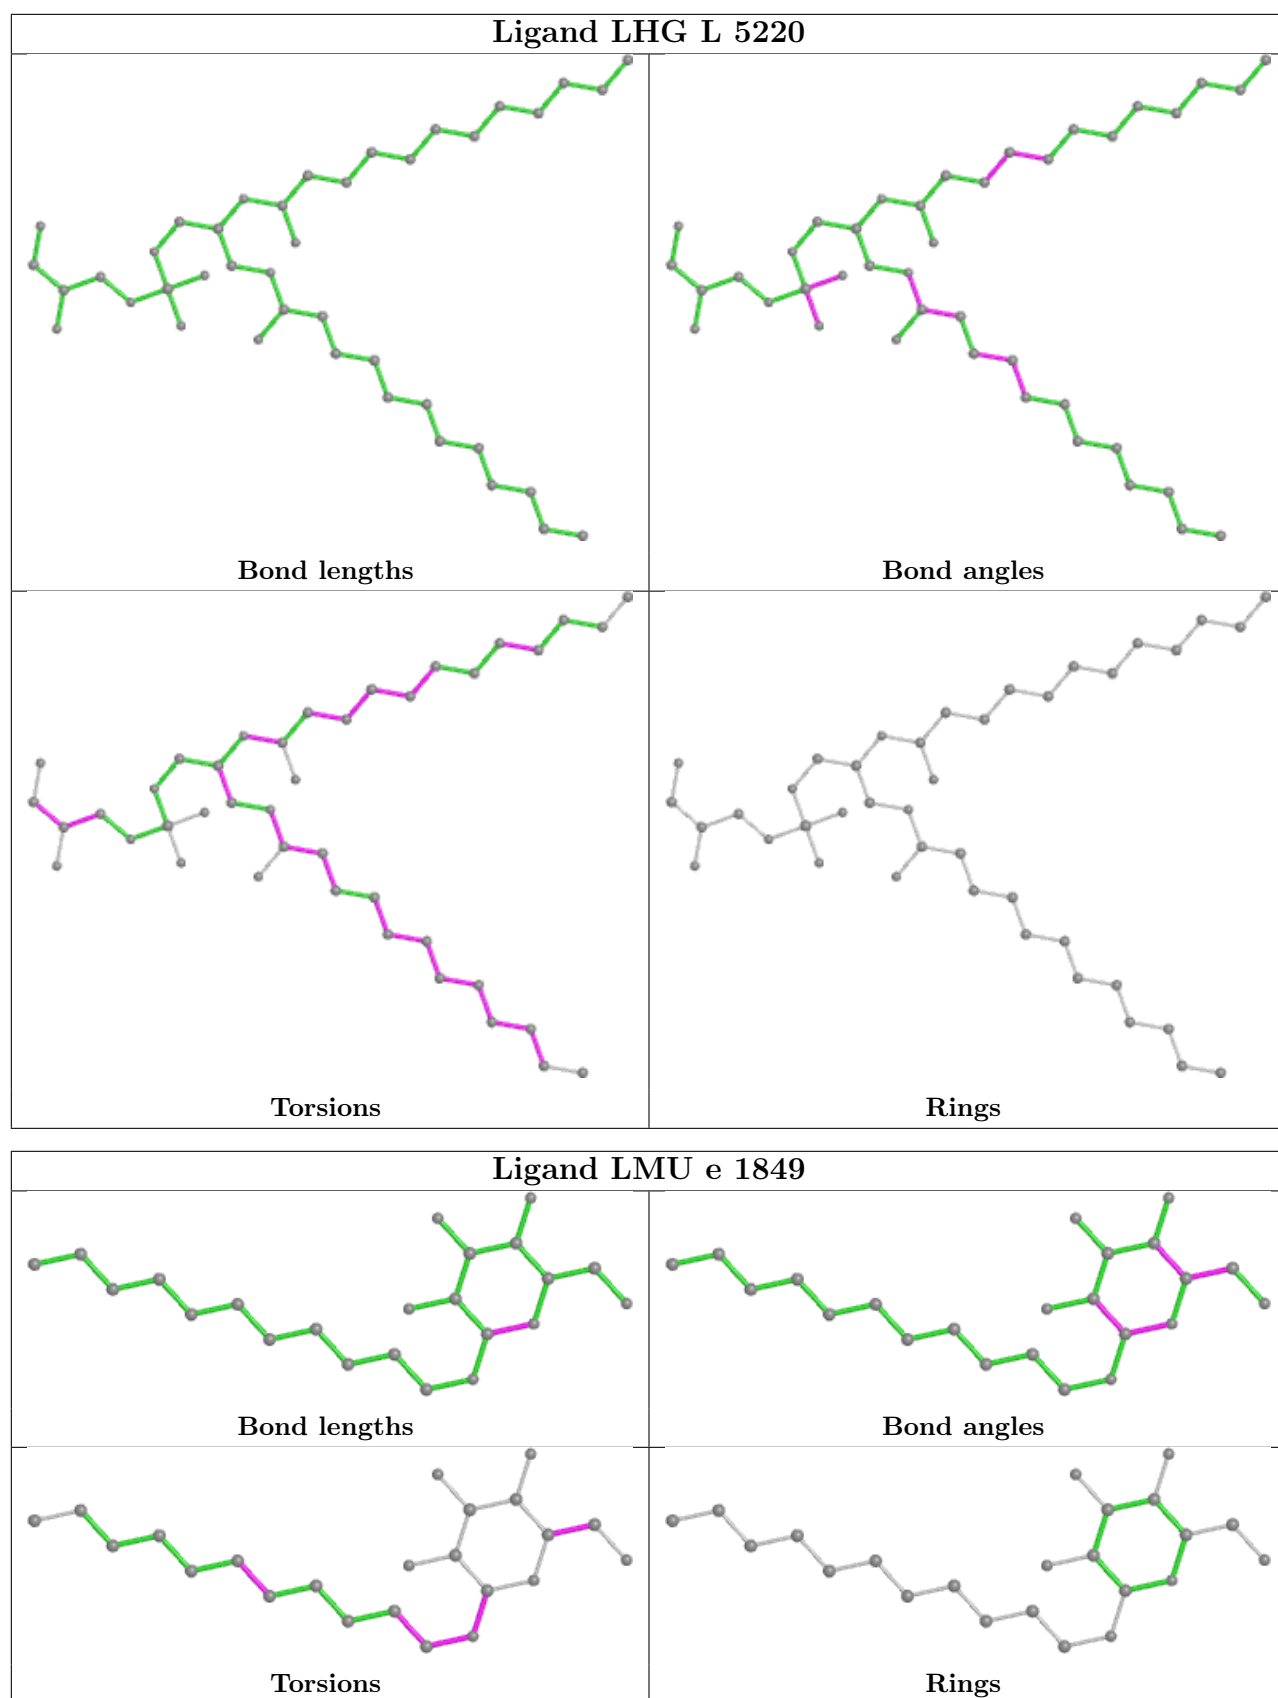 Ligand LHG L 5220
Bond lengths
Bond angles
Torsions
Rings
Ligand LMU e 1849
Bond lengths
Bond angles
Torsions
Rings